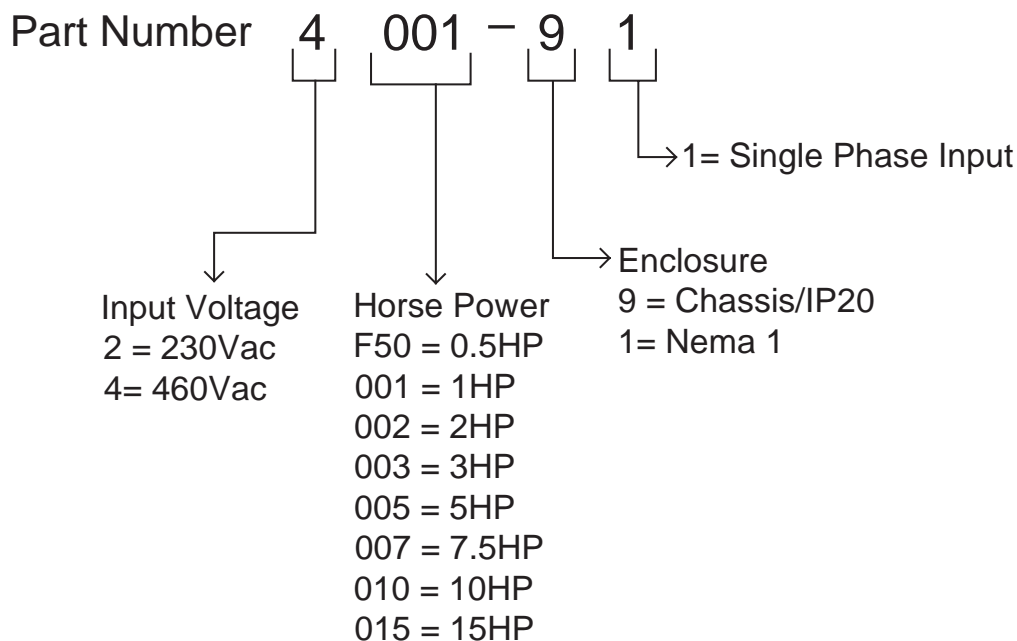 Part Number 4 001 – 9 1
1= Single Phase Input
Enclosure
9 = Chassis/IP20
1= Nema 1
Input Voltage
2 = 230Vac
4= 460Vac
Horse Power
F50 = 0.5HP
001 = 1HP
002 = 2HP
003 = 3HP
005 = 5HP
007 = 7.5HP
010 = 10HP
015 = 15HP